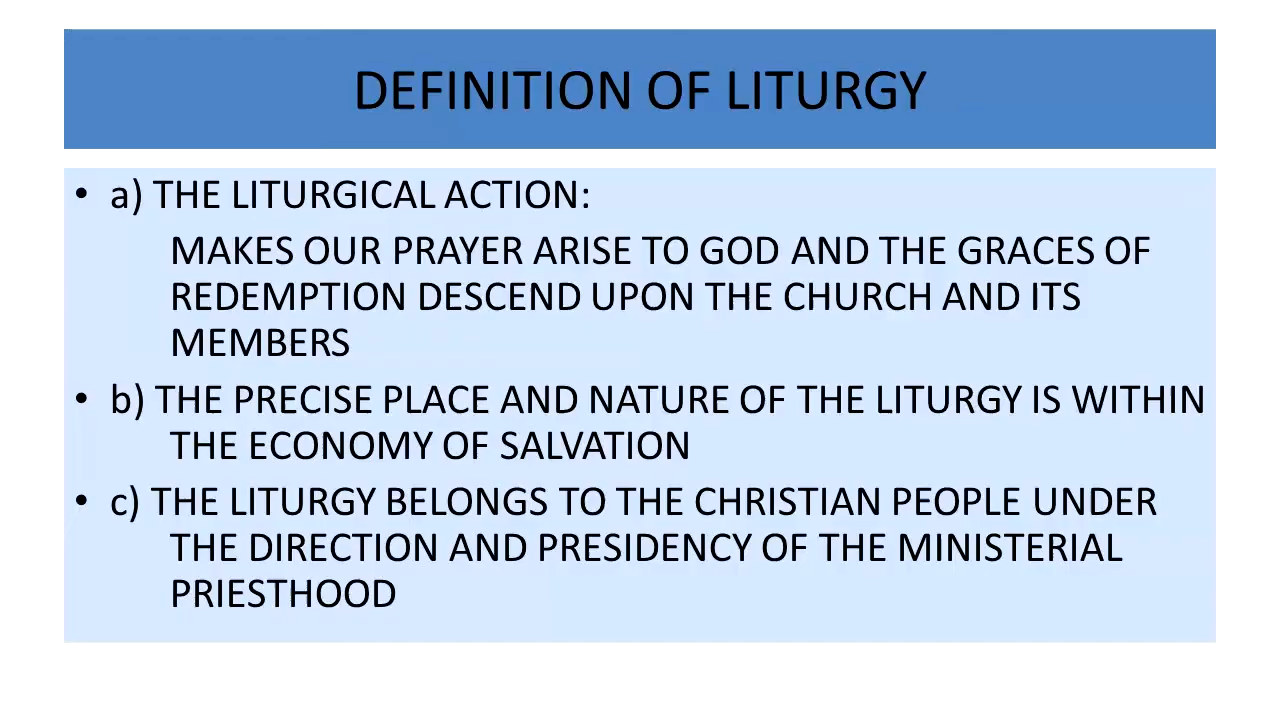 DEFINITION OF LITURGY
• a) THE LITURGICAL ACTION:
MAKES OUR PRAYER ARISE TO GOD AND THE GRACES OF
REDEMPTION DESCEND UPON THE CHURCH AND ITS
MEMBERS
• b) THE PRECISE PLACE AND NATURE OF THE LITURGY IS WITHIN
THE ECONOMY OF SALVATION
• c) THE LITURGY BELONGS TO THE CHRISTIAN PEOPLE UNDER
THE DIRECTION AND PRESIDENCY OF THE MINISTERIAL
PRIESTHOOD